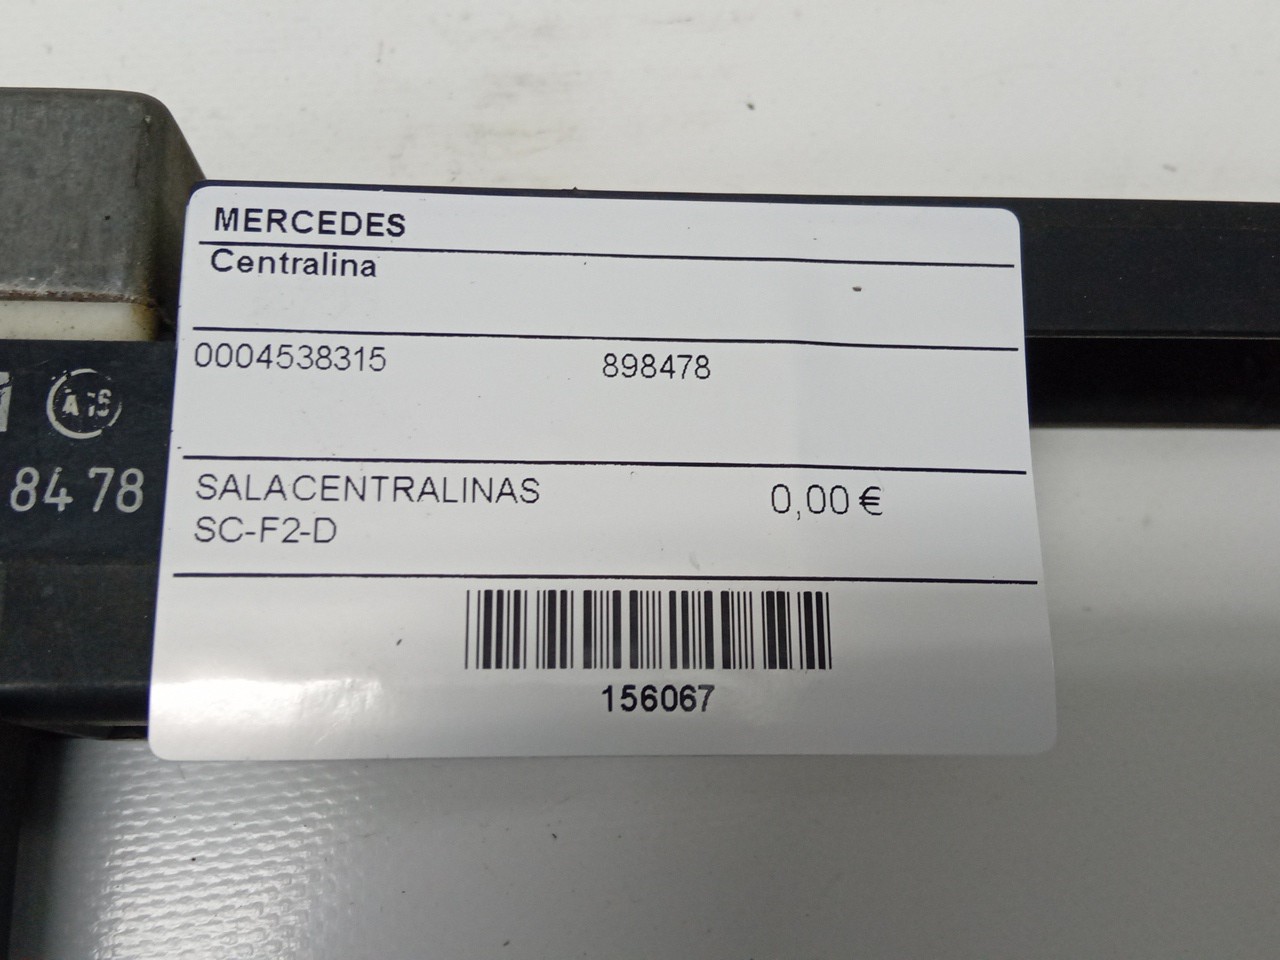 MERCEDES
Centralina
0004538315 898478
SALACENTRALINAS 0,00 €
SC-F2-D
156067
84 78